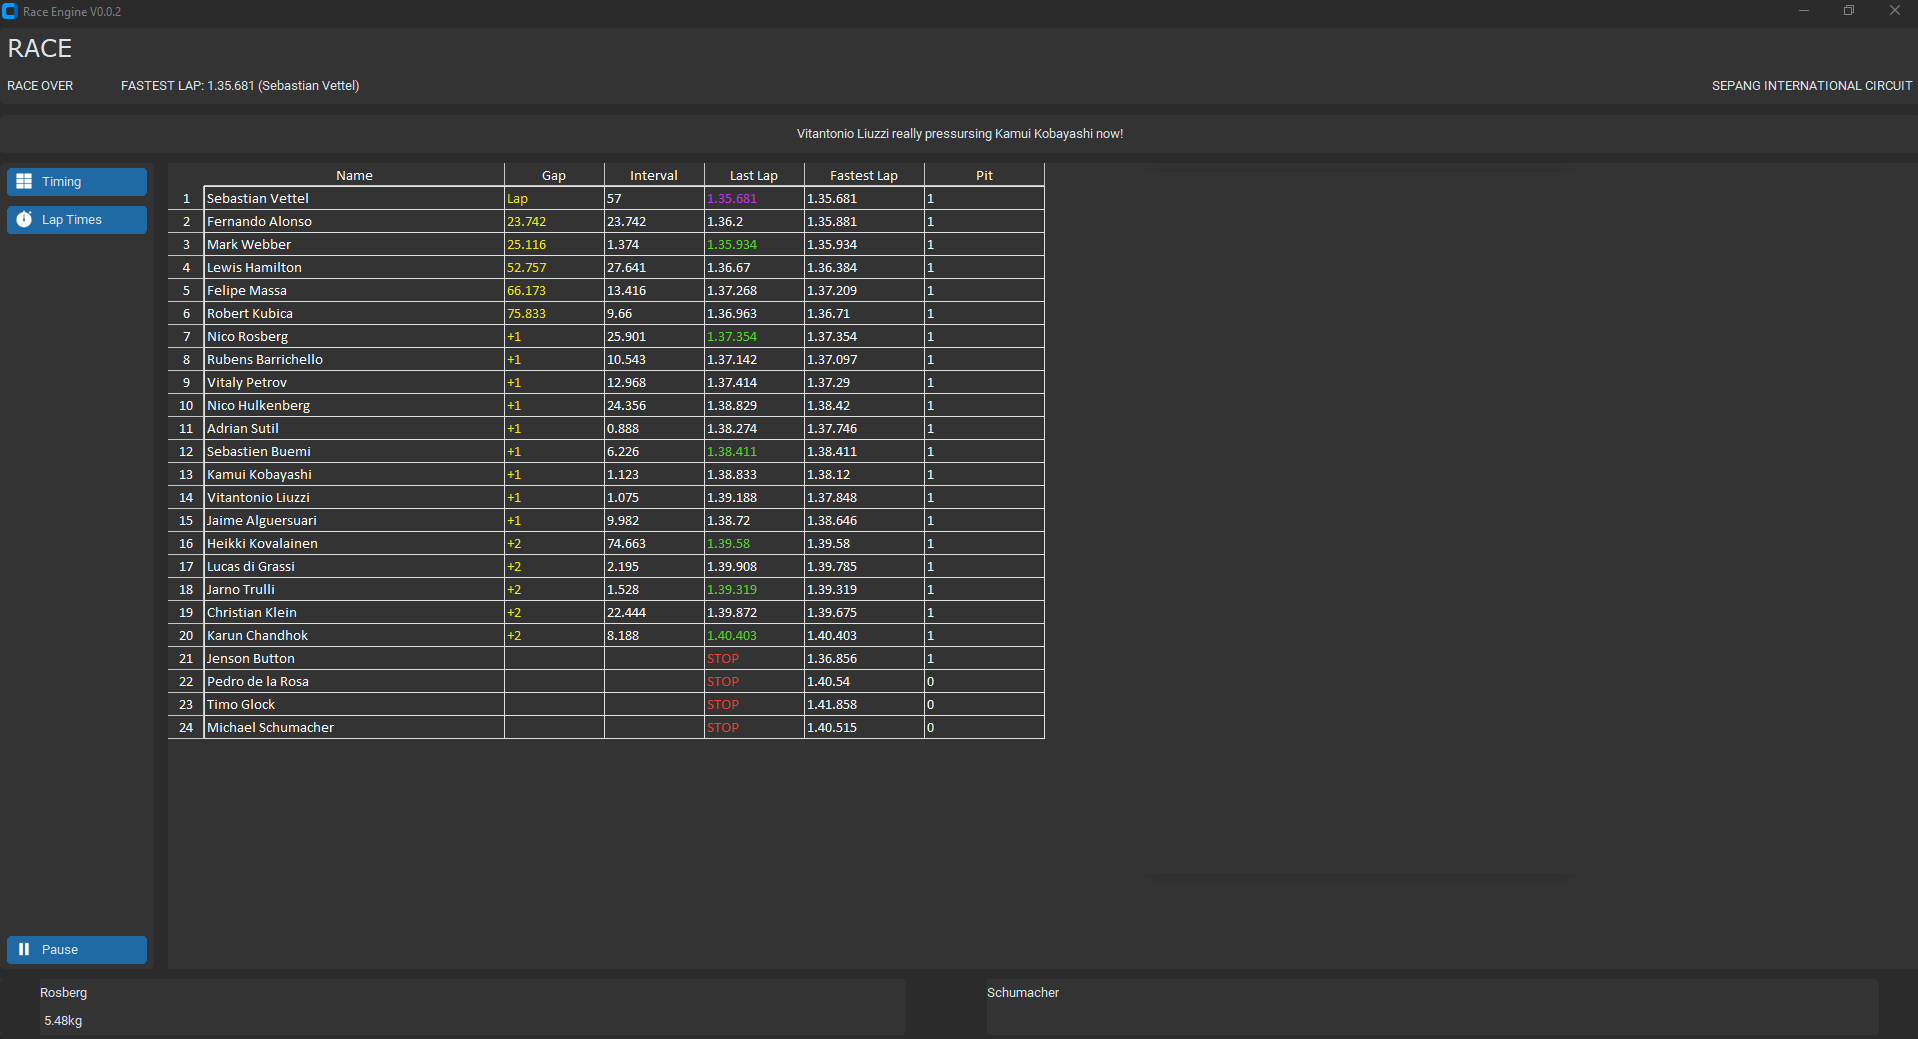 Race Engine V0.0.2
RACE
RACE OVER FASTEST LAP: 1.35.681 (Sebastian Vettel) SEPANG INTERNATIONAL CIRCUIT
Vitantonio Liuzzi really pressursing Kamui Kobayashi now!
Timing
Lap Times
Name Gap Interval Last Lap Fastest Lap Pit
1 Sebastian Vettel Lap 57 1.35.681 1.35.681 1
2 Fernando Alonso 23.742 23.742 1.36.2 1.35.881 1
3 Mark Webber 25.116 1.374 1.35.934 1.35.934 1
4 Lewis Hamilton 52.757 27.641 1.36.67 1.36.384 1
5 Felipe Massa 66.173 13.416 1.37.268 1.37.209 1
6 Robert Kubica 75.833 9.66 1.36.963 1.36.71 1
7 Nico Rosberg +1 25.901 1.37.354 1.37.354 1
8 Rubens Barrichello +1 10.543 1.37.142 1.37.097 1
9 Vitaly Petrov +1 12.968 1.37.414 1.37.29 1
10 Nico Hulkenberg +1 24.356 1.38.829 1.38.42 1
11 Adrian Sutil +1 0.888 1.38.274 1.37.746 1
12 Sebastien Buemi +1 6.226 1.38.411 1.38.411 1
13 Kamui Kobayashi +1 1.123 1.38.833 1.38.12 1
14 Vitantonio Liuzzi +1 1.075 1.39.188 1.37.848 1
15 Jaime Alguersuari +1 9.982 1.38.72 1.38.646 1
16 Heikki Kovalainen +2 74.663 1.39.58 1.39.58 1
17 Lucas di Grassi +2 2.195 1.39.908 1.39.785 1
18 Jarno Trulli +2 1.528 1.39.319 1.39.319 1
19 Christian Klein +2 22.444 1.39.872 1.39.675 1
20 Karun Chandhok +2 8.188 1.40.403 1.40.403 1
21 Jenson Button STOP 1.36.856 1
22 Pedro de la Rosa STOP 1.40.54 0
23 Timo Glock STOP 1.41.858 0
24 Michael Schumacher STOP 1.40.515 0
Pause
Rosberg Schumacher
5.48kg